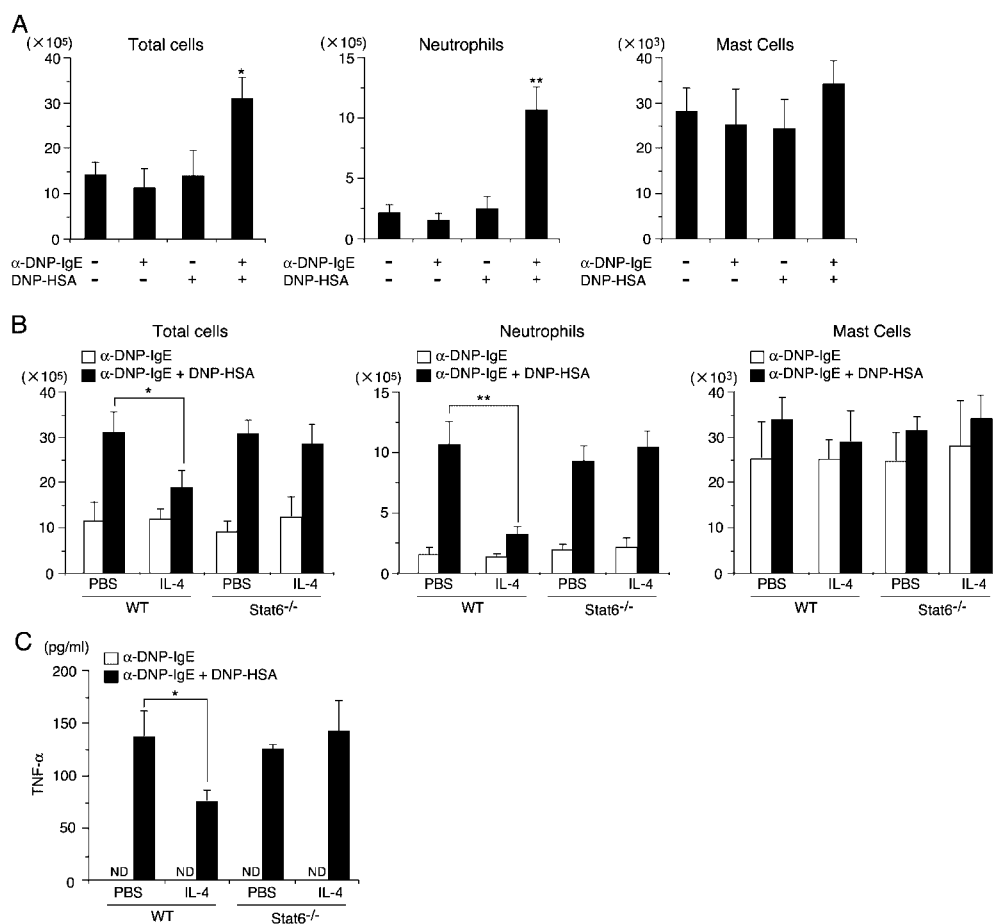 A
Total cells
(×10⁵)
40
30
20
10
0
α-DNP-IgE - + - +
DNP-HSA - - + +
*
Neutrophils
(×10⁵)
15
10
5
0
α-DNP-IgE - + - +
DNP-HSA - - + +
**
Mast Cells
(×10³)
40
30
20
10
0
α-DNP-IgE - + - +
DNP-HSA - - + +
B
Total cells
α-DNP-IgE
α-DNP-IgE + DNP-HSA
(×10⁵)
40
30
20
10
0
*
PBS IL-4 PBS IL-4
WT Stat6⁻/⁻
Neutrophils
α-DNP-IgE
α-DNP-IgE + DNP-HSA
(×10⁵)
15
10
5
0
**
PBS IL-4 PBS IL-4
WT Stat6⁻/⁻
Mast Cells
α-DNP-IgE
α-DNP-IgE + DNP-HSA
(×10³)
40
30
20
10
0
PBS IL-4 PBS IL-4
WT Stat6⁻/⁻
C
(pg/ml)
α-DNP-IgE
α-DNP-IgE + DNP-HSA
TNF-α
200
150
100
50
0
*
ND ND ND ND
PBS IL-4 PBS IL-4
WT Stat6⁻/⁻